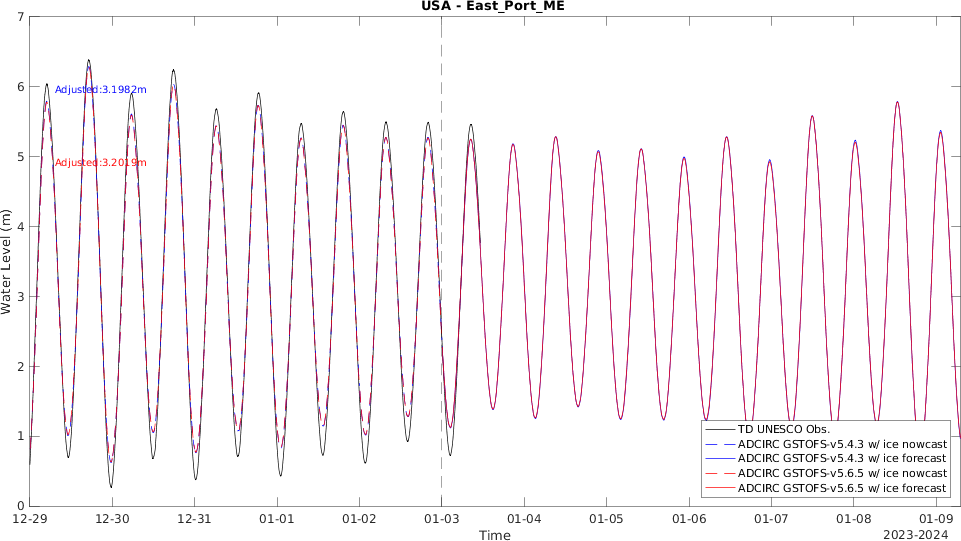 USA - East_Port_ME
7
6
5
4
3
2
1
0
Water Level (m)
Adjusted:3.1982m
Adjusted:3.2019m
TD UNESCO Obs.
ADCIRC GSTOFS-v5.4.3 w/ ice nowcast
ADCIRC GSTOFS-v5.4.3 w/ ice forecast
ADCIRC GSTOFS-v5.6.5 w/ ice nowcast
ADCIRC GSTOFS-v5.6.5 w/ ice forecast
12-29 12-30 12-31 01-01 01-02 01-03 01-04 01-05 01-06 01-07 01-08 01-09
Time
2023-2024